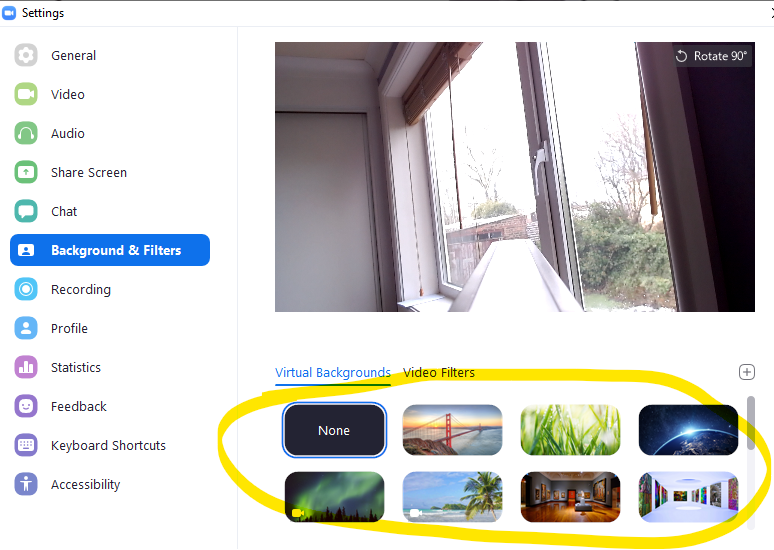 Settings
General
Video
Audio
Share Screen
Chat
Background & Filters
Recording
Profile
Statistics
Feedback
Keyboard Shortcuts
Accessibility
Rotate 90°
Virtual Backgrounds Video Filters
None